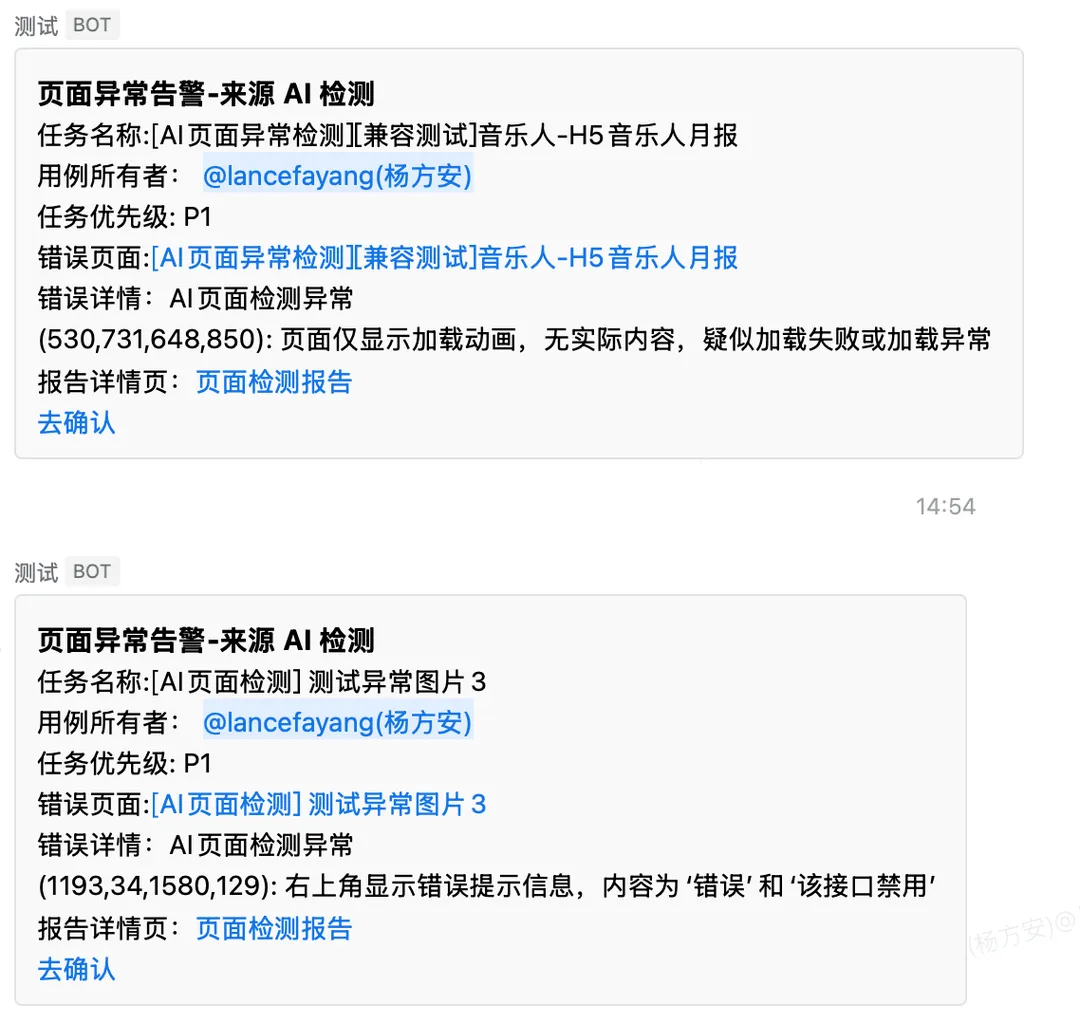 测试 BOT
页面异常告警-来源 AI 检测
任务名称:[AI页面异常检测][兼容测试]音乐人-H5音乐人月报
用例所有者： @lancefayang(杨方安)
任务优先级: P1
错误页面:[AI页面异常检测][兼容测试]音乐人-H5音乐人月报
错误详情：AI页面检测异常
(530,731,648,850): 页面仅显示加载动画，无实际内容，疑似加载失败或加载异常
报告详情页：页面检测报告
去确认
14:54
测试 BOT
页面异常告警-来源 AI 检测
任务名称:[AI页面检测] 测试异常图片3
用例所有者： @lancefayang(杨方安)
任务优先级: P1
错误页面:[AI页面检测] 测试异常图片3
错误详情：AI页面检测异常
(1193,34,1580,129): 右上角显示错误提示信息，内容为 ‘错误’ 和 ‘该接口禁用’
报告详情页：页面检测报告
(杨方安)@
去确认